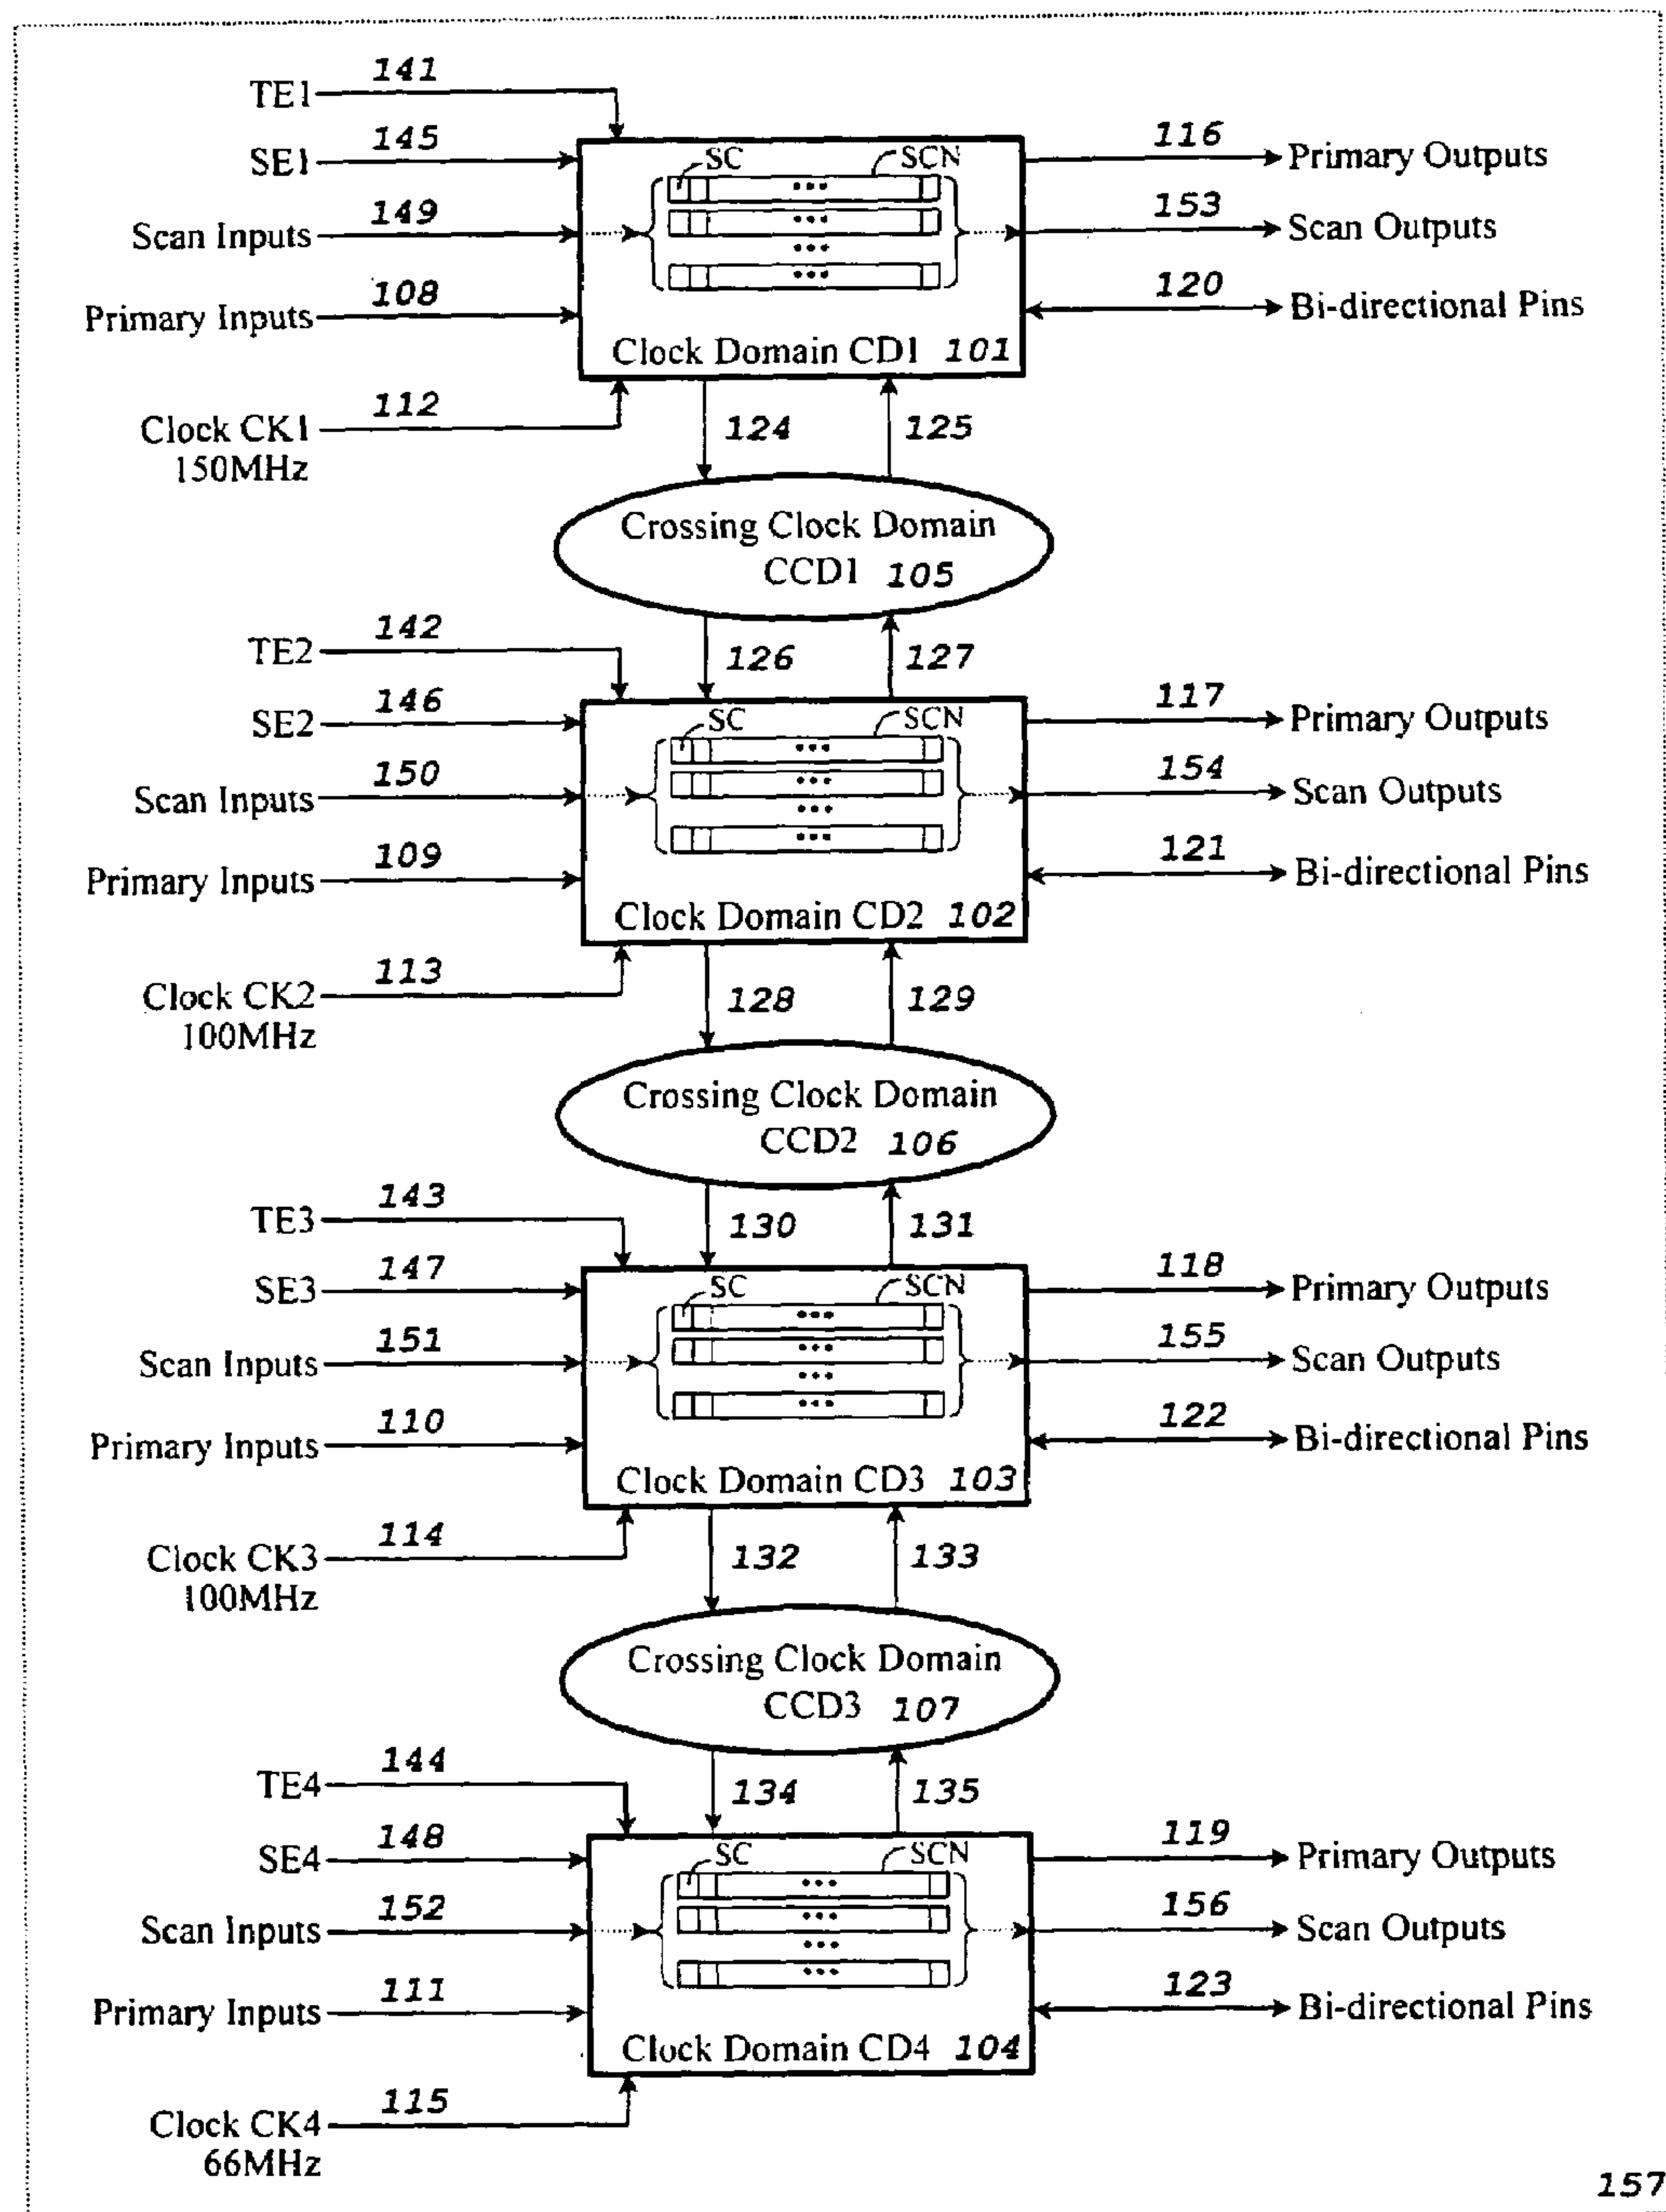 141
TE1
145
SE1
SC
SCN
116
Primary Outputs
149
Scan Inputs
153
Scan Outputs
108
Primary Inputs
120
Bi-directional Pins
Clock Domain CD1 101
112
Clock CK1
150MHz
124
125
Crossing Clock Domain
CCD1 105
142
TE2
126
127
146
SE2
SC
SCN
117
Primary Outputs
150
Scan Inputs
154
Scan Outputs
109
Primary Inputs
121
Bi-directional Pins
Clock Domain CD2 102
113
Clock CK2
100MHz
128
129
Crossing Clock Domain
CCD2 106
143
TE3
130
131
147
SE3
SC
SCN
118
Primary Outputs
151
Scan Inputs
155
Scan Outputs
110
Primary Inputs
122
Bi-directional Pins
Clock Domain CD3 103
114
Clock CK3
100MHz
132
133
Crossing Clock Domain
CCD3 107
144
TE4
134
135
148
SE4
SC
SCN
119
Primary Outputs
152
Scan Inputs
156
Scan Outputs
111
Primary Inputs
123
Bi-directional Pins
Clock Domain CD4 104
115
Clock CK4
66MHz
157